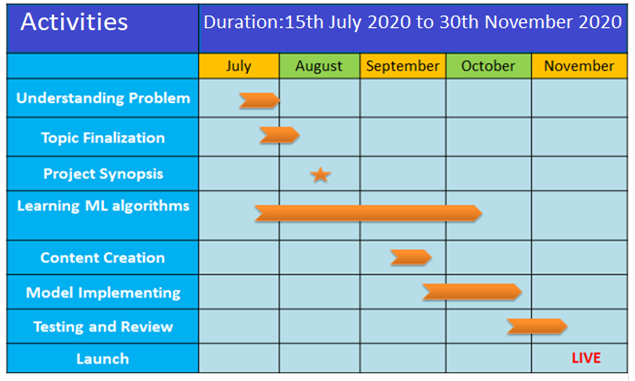 Activities
Duration:15th July 2020 to 30th November 2020
July August September October November
Understanding Problem
Topic Finalization
Project Synopsis
Learning ML algorithms
Content Creation
Model Implementing
Testing and Review
Launch LIVE